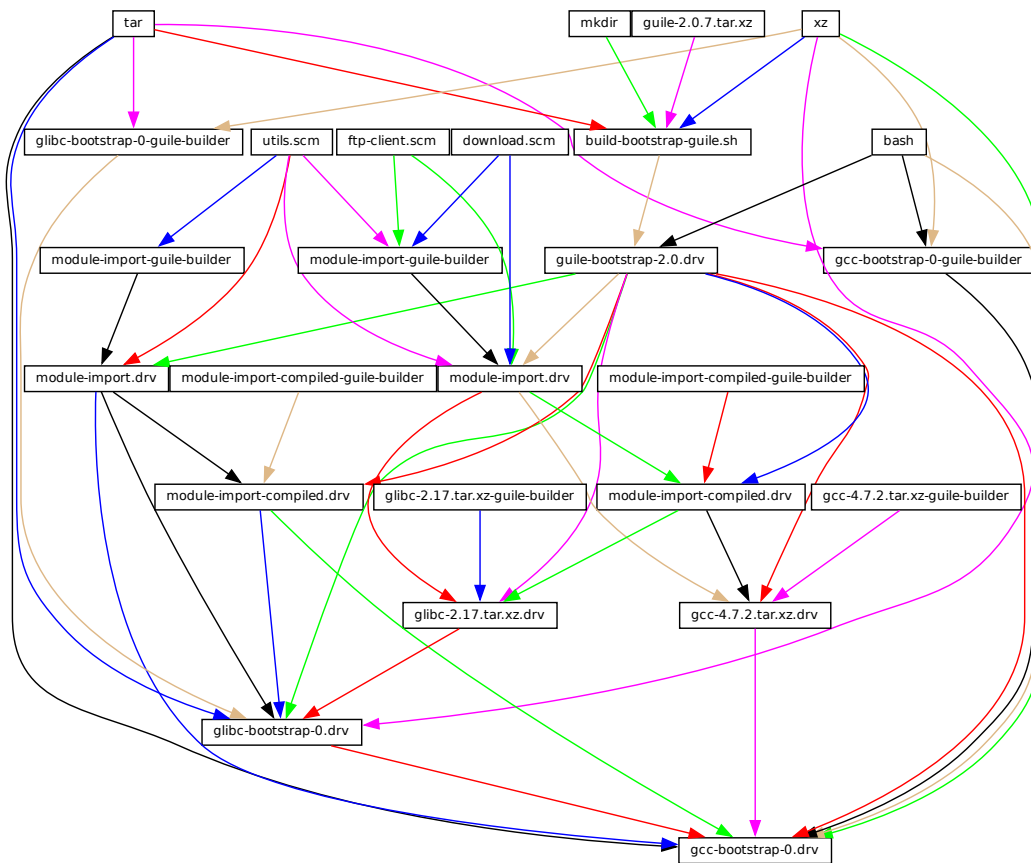 tar
mkdir
guile-2.0.7.tar.xz
xz
glibc-bootstrap-0-guile-builder
utils.scm
ftp-client.scm
download.scm
build-bootstrap-guile.sh
bash
module-import-guile-builder
module-import-guile-builder
guile-bootstrap-2.0.drv
gcc-bootstrap-0-guile-builder
module-import.drv
module-import-compiled-guile-builder
module-import.drv
module-import-compiled-guile-builder
module-import-compiled.drv
glibc-2.17.tar.xz-guile-builder
module-import-compiled.drv
gcc-4.7.2.tar.xz-guile-builder
glibc-2.17.tar.xz.drv
gcc-4.7.2.tar.xz.drv
glibc-bootstrap-0.drv
gcc-bootstrap-0.drv